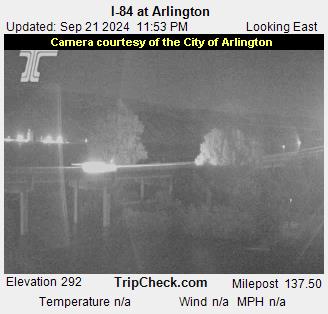 I-84 at Arlington
Updated: Sep 21 2024 11:53 PM Looking East
Camera courtesy of the City of Arlington
Elevation 292 TripCheck.com Milepost 137.50
Temperature n/a Wind n/a MPH n/a